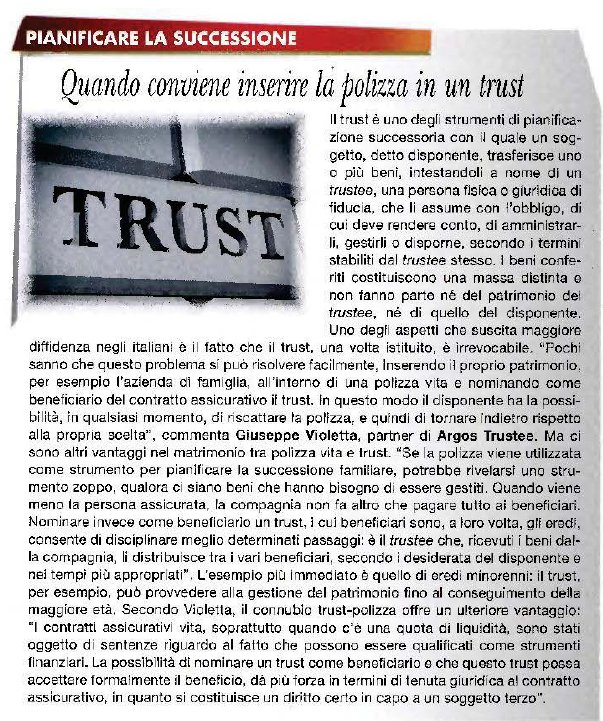 PIANIFICARE LA SUCCESSIONE
Quando conviene inserire la polizza in un trust
TRUST
Il trust è uno degli strumenti di pianifica-
zione successoria con il quale un sog-
getto, detto disponente, trasferisce uno
o più beni, intestandoli a nome di un
trustee, una persona fisica o giuridica di
fiducia, che li assume con l'obbligo, di
cui deve rendere conto, di amministrar-
li, gestirli o disporne, secondo i termini
stabiliti dal trustee stesso. I beni confe-
riti costituiscono una massa distinta e
non fanno parte né del patrimonio del
trustee, né di quello del disponente.
Uno degli aspetti che suscita maggiore
diffidenza negli italiani è il fatto che il trust, una volta istituito, è irrevocabile. "Pochi
sanno che questo problema si può risolvere facilmente, Inserendo il proprio patrimonio,
per esempio l'azienda di famiglia, all'interno di una polizza vita e nominando come
beneficiario del contratto assicurativo il trust. In questo modo il disponente ha la possi-
bilità, in qualsiasi momento, di riscattare la polizza, e quindi di tornare indietro rispetto
alla propria scelta", commenta Giuseppe Violetta, partner di Argos Trustee. Ma ci
sono altri vantaggi nel matrimonio tra polizza vita e trust. "Se la polizza viene utilizzata
come strumento per pianificare la successione familiare, potrebbe rivelarsi uno stru-
mento zoppo, qualora ci siano beni che hanno bisogno di essere gestiti. Quando viene
meno la persona assicurata, la compagnia non fa altro che pagare tutto ai beneficiari.
Nominare invece come beneficiario un trust, i cui beneficiari sono, a loro volta, gli eredi,
consente di disciplinare meglio determinati passaggi: è il trustee che, ricevuti i beni dal-
la compagnia, li distribuisce tra i vari beneficiari, secondo i desiderata del disponente e
nei tempi più appropriati". L'esempio più immediato è quello di eredi minorenni: il trust,
per esempio, può provvedere alla gestione del patrimonio fino al conseguimento della
maggiore età. Secondo Violetta, il connubio trust-polizza offre un ulteriore vantaggio:
"I contratti assicurativi vita, soprattutto quando c'è una quota di liquidità, sono stati
oggetto di sentenze riguardo al fatto che possono essere qualificati come strumenti
finanziari. La possibilità di nominare un trust come beneficiario e che questo trust possa
accettare formalmente il beneficio, dà più forza in termini di tenuta giuridica al contratto
assicurativo, in quanto si costituisce un diritto certo in capo a un soggetto terzo".